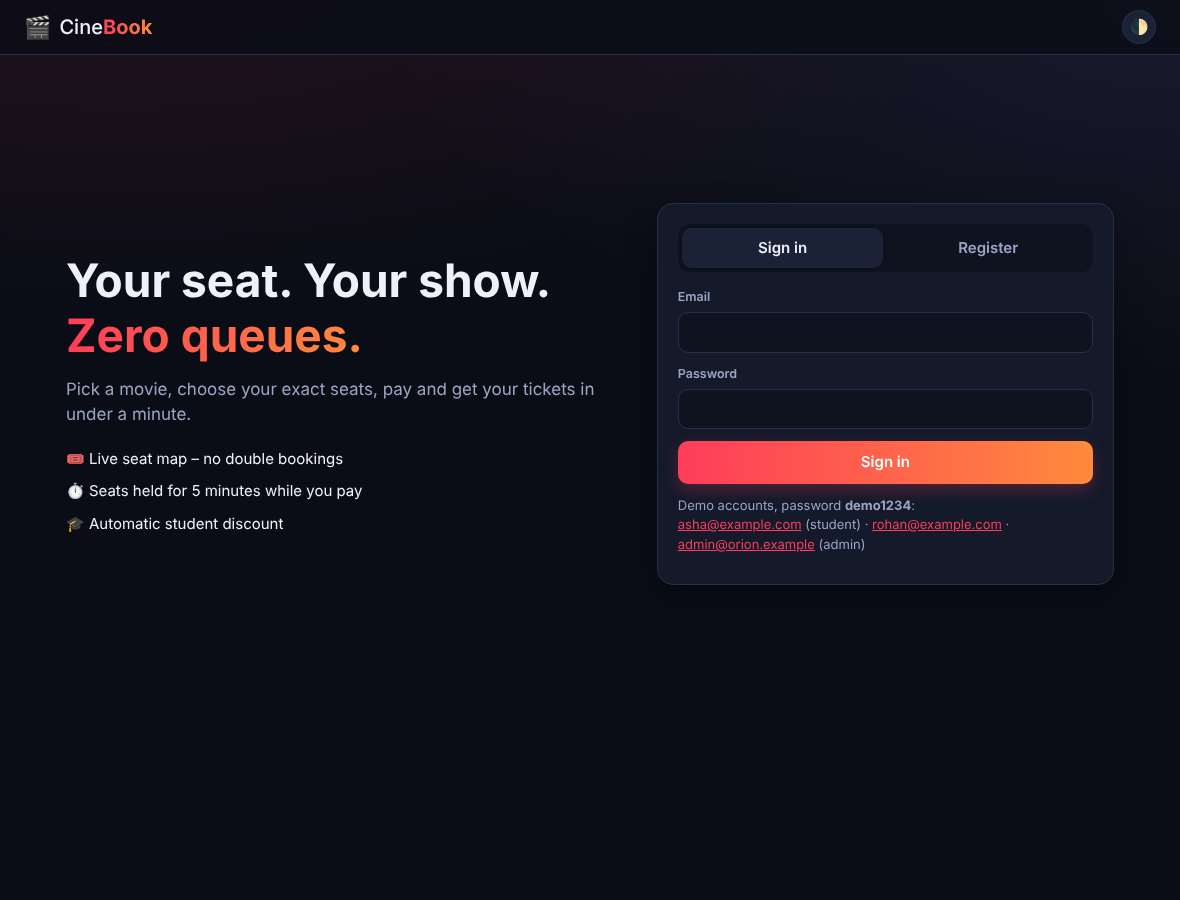 CineBook
Your seat. Your show.
Zero queues.
Pick a movie, choose your exact seats, pay and get your tickets in
under a minute.
Live seat map – no double bookings
Seats held for 5 minutes while you pay
Automatic student discount
Sign in
Register
Email
Password
Sign in
Demo accounts, password demo1234:
asha@example.com (student) · rohan@example.com ·
admin@orion.example (admin)